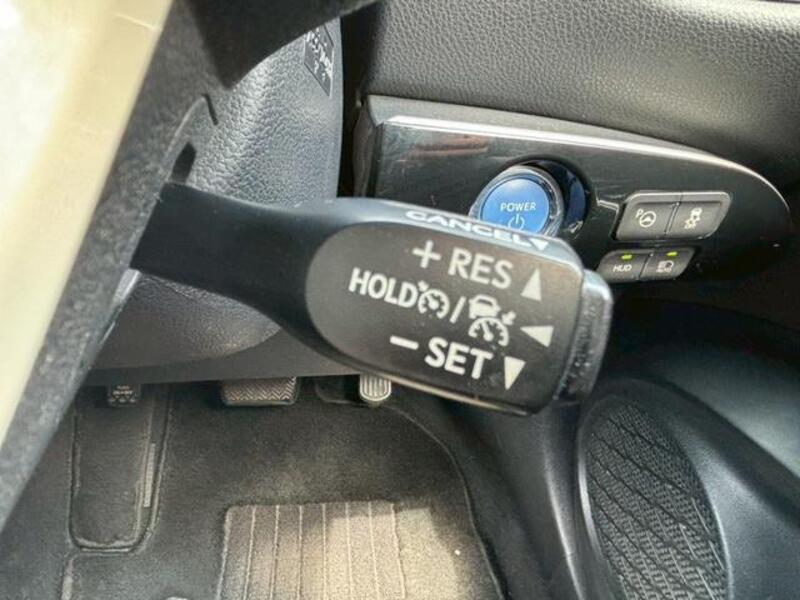 POWER
P
HUD
CANCEL
+ RES
HOLD /
- SET